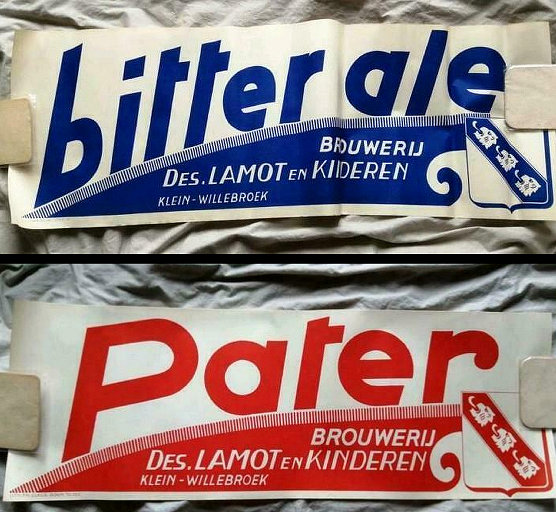 bitter ale
BROUWERIJ
DES. LAMOT EN KINDEREN
KLEIN - WILLEBROEK
Pater
BROUWERIJ
DES. LAMOT EN KINDEREN
KLEIN - WILLEBROEK